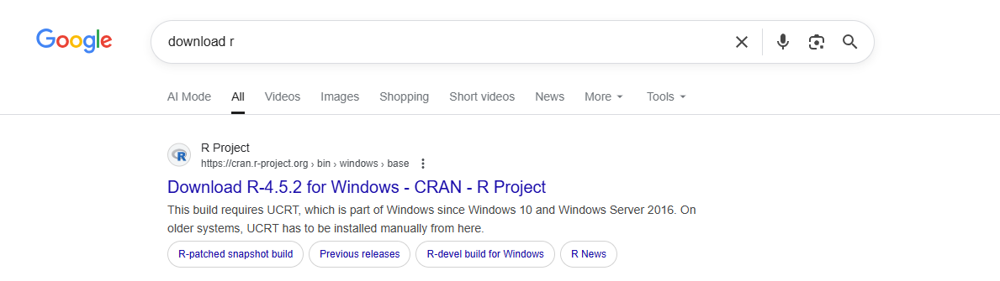 Google
download r
AI Mode All Videos Images Shopping Short videos News More Tools
R
R Project
https://cran.r-project.org › bin › windows › base
Download R-4.5.2 for Windows - CRAN - R Project
This build requires UCRT, which is part of Windows since Windows 10 and Windows Server 2016. On
older systems, UCRT has to be installed manually from here.
R-patched snapshot build Previous releases R-devel build for Windows R News